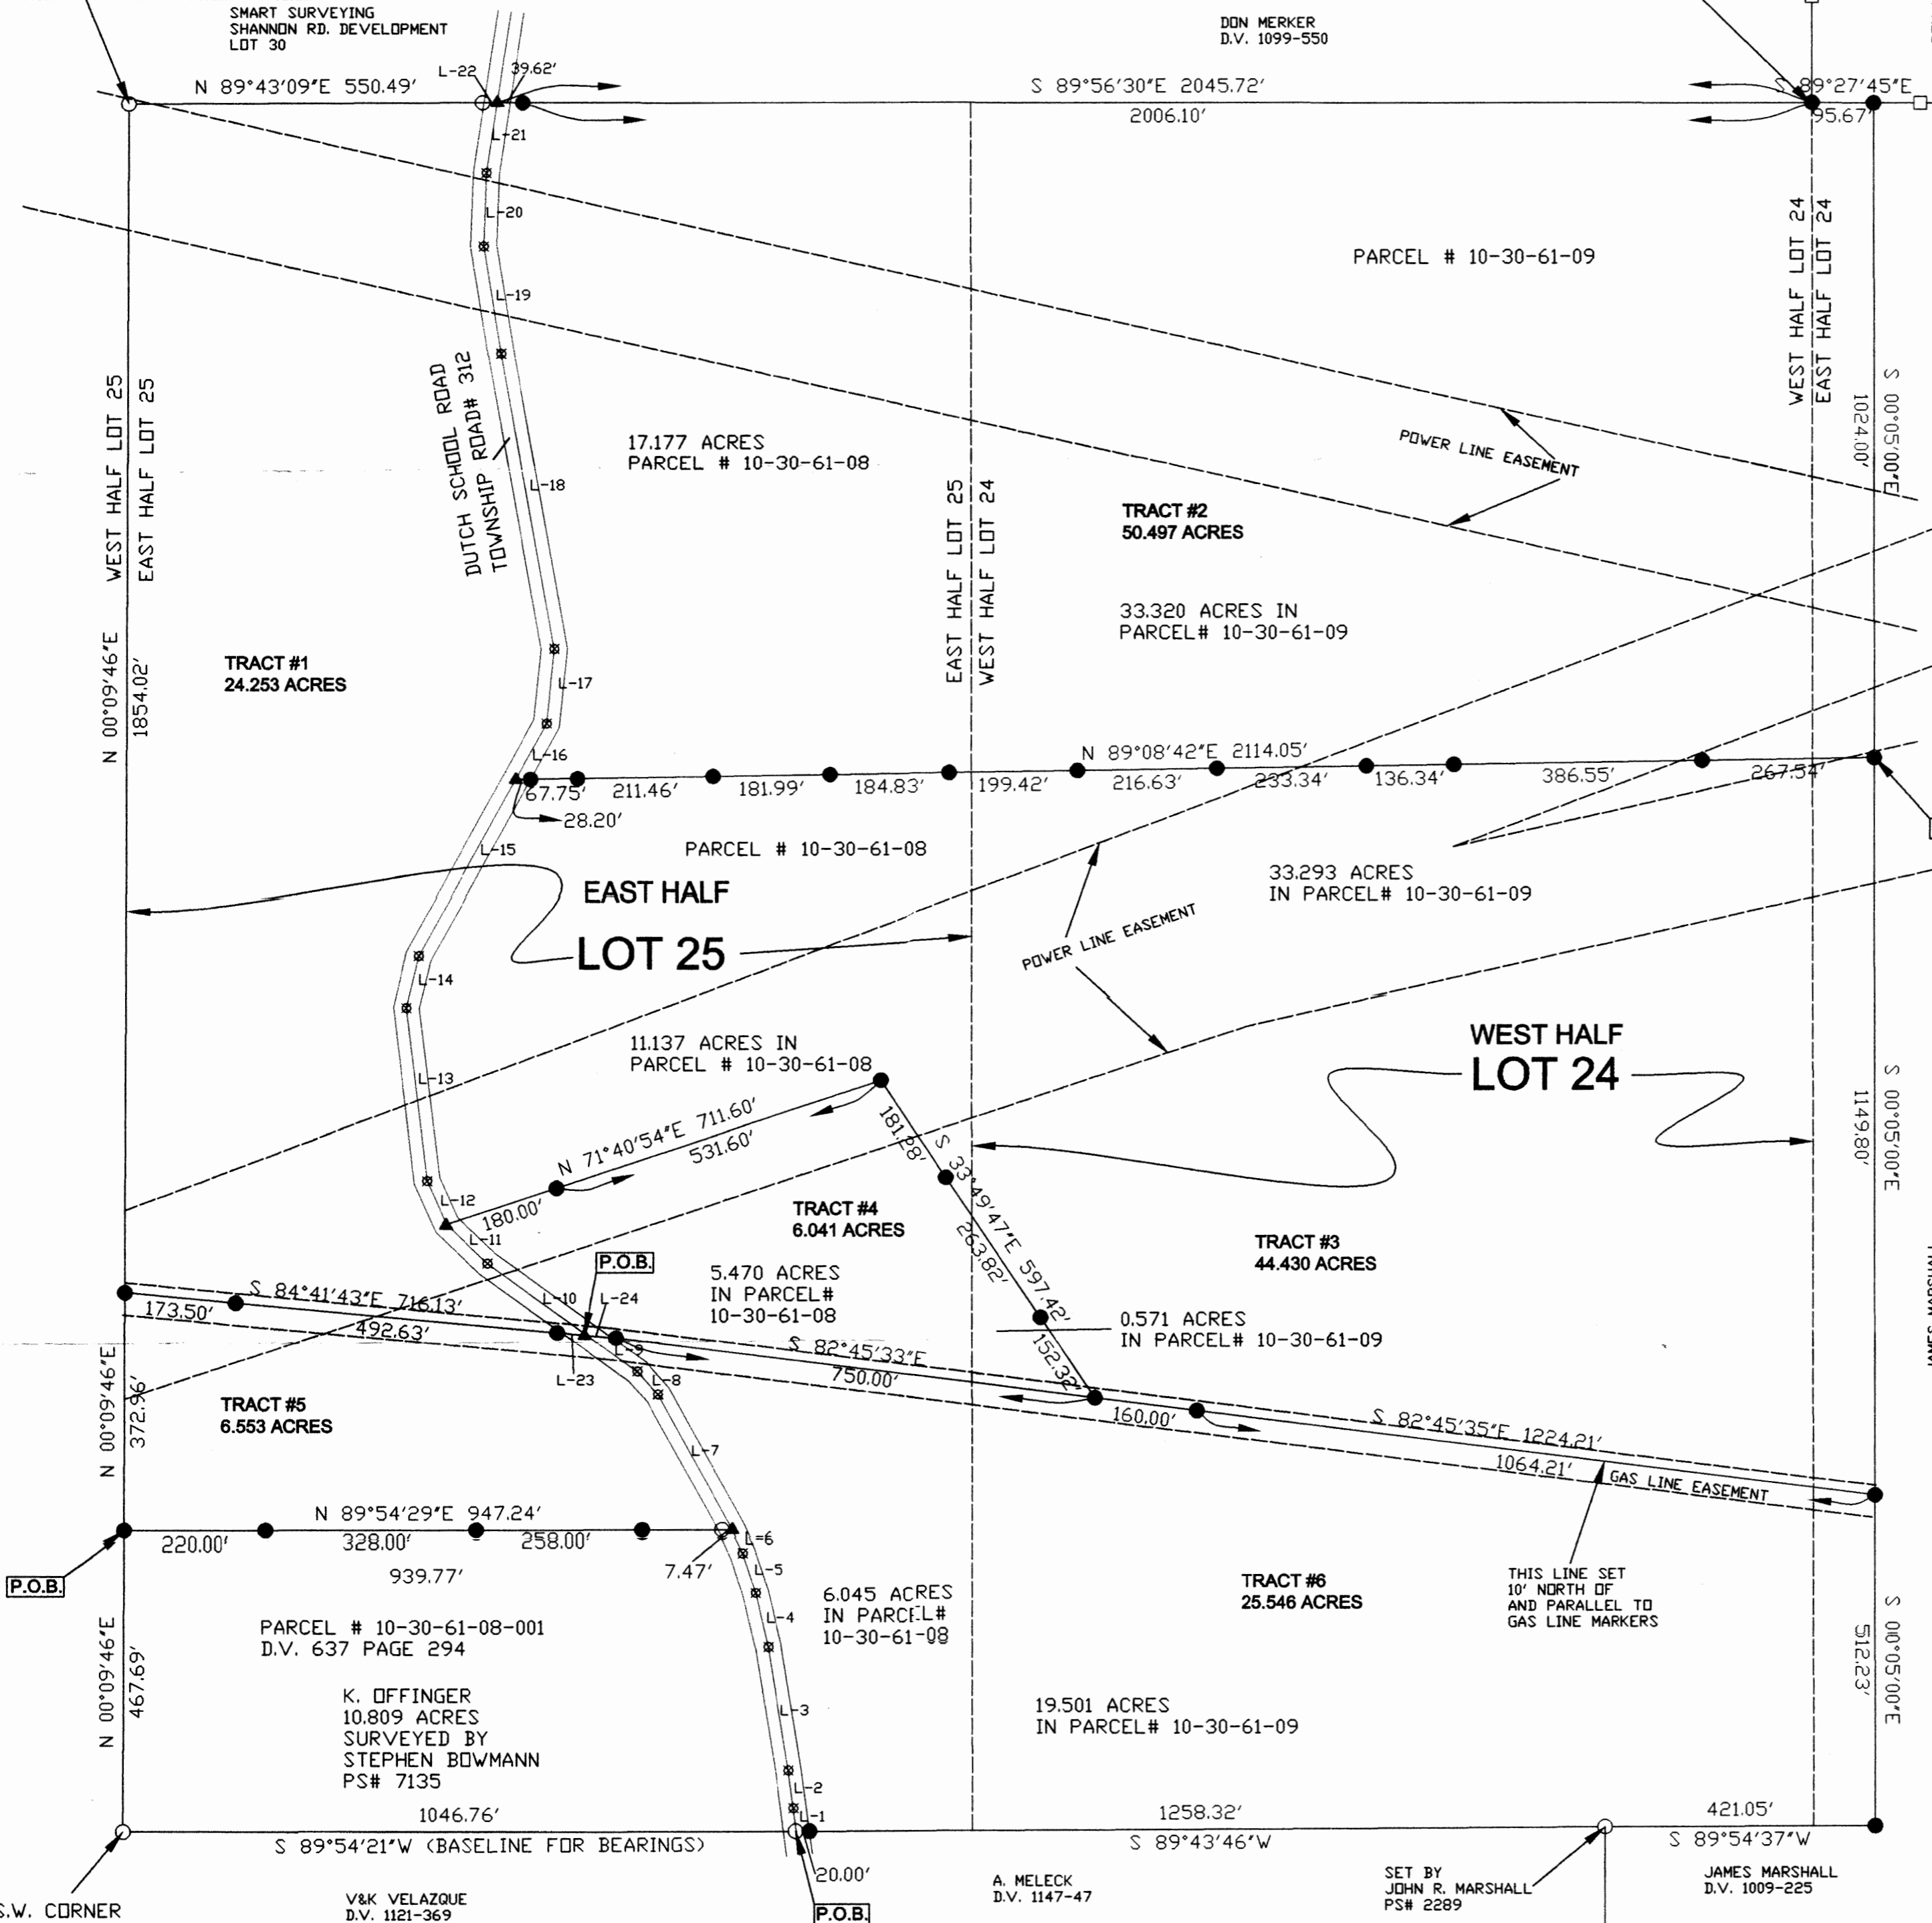 SMART SURVEYING
SHANNON RD. DEVELOPMENT
LOT 30
DON MERKER
D.V. 1099-550
N 89°43'09"E 550.49'
L-22
39.62'
S 89°56'30"E 2045.72'
2006.10'
S 89°27'45"E
95.67'
L-21
L-20
L-19
L-18
L-17
L-16
WEST HALF LOT 24
EAST HALF LOT 24
PARCEL # 10-30-61-09
S 00°05'00"E
1024.00'
WEST HALF LOT 25
EAST HALF LOT 25
DUTCH SCHOOL ROAD
TOWNSHIP ROAD# 312
17.177 ACRES
PARCEL # 10-30-61-08
POWER LINE EASEMENT
EAST HALF LOT 25
WEST HALF LOT 24
TRACT #2
50.497 ACRES
33.320 ACRES IN
PARCEL# 10-30-61-09
N 00°09'46"E
1854.02'
TRACT #1
24.253 ACRES
N 89°08'42"E 2114.05'
67.75'
211.46'
181.99'
184.83'
199.42'
216.63'
233.34'
136.34'
386.55'
267.54'
28.20'
L-15
PARCEL # 10-30-61-08
EAST HALF
LOT 25
33.293 ACRES
IN PARCEL# 10-30-61-09
POWER LINE EASEMENT
L-14
L-13
11.137 ACRES IN
PARCEL # 10-30-61-08
WEST HALF
LOT 24
S 00°05'00"E
1149.80'
N 71°40'54"E 711.60'
531.60'
180.00'
181.28'
S 33°49'47"E 597.42'
263.82'
152.32'
L-12
L-11
TRACT #4
6.041 ACRES
TRACT #3
44.430 ACRES
P.O.B.
5.470 ACRES
IN PARCEL#
10-30-61-08
L-10
L-24
L-9
L-23
L-8
S 84°41'43"E 716.13'
173.50'
492.63'
0.571 ACRES
IN PARCEL# 10-30-61-09
S 82°45'33"E
750.00'
160.00'
S 82°45'35"E 1224.21'
1064.21'
GAS LINE EASEMENT
JAMES MARSHALL
N 00°09'46"E
372.96'
TRACT #5
6.553 ACRES
L-7
N 89°54'29"E 947.24'
220.00'
328.00'
258.00'
939.77'
7.47'
L=6
L-5
L-4
L-3
L-2
L-1
P.O.B.
THIS LINE SET
10' NORTH OF
AND PARALLEL TO
GAS LINE MARKERS
TRACT #6
25.546 ACRES
6.045 ACRES
IN PARCEL#
10-30-61-08
S 00°05'00"E
512.23'
N 00°09'46"E
467.69'
PARCEL # 10-30-61-08-001
D.V. 637 PAGE 294
K. OFFINGER
10.809 ACRES
SURVEYED BY
STEPHEN BOWMANN
PS# 7135
19.501 ACRES
IN PARCEL# 10-30-61-09
1046.76'
S 89°54'21"W (BASELINE FOR BEARINGS)
1258.32'
S 89°43'46"W
421.05'
S 89°54'37"W
20.00'
S.W. CORNER
V&K VELAZQUE
D.V. 1121-369
P.O.B.
A. MELECK
D.V. 1147-47
SET BY
JOHN R. MARSHALL
PS# 2289
JAMES MARSHALL
D.V. 1009-225